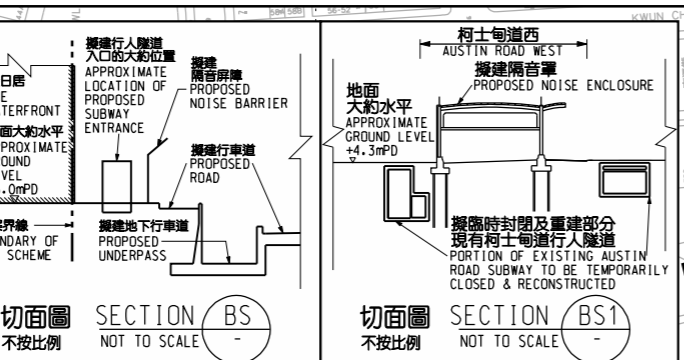 KWUN CH
擬建行人隧道
入口的大約位置
APPROXIMATE
LOCATION OF
PROPOSED
SUBWAY
ENTRANCE
擬建
隔音屏障
PROPOSED
NOISE BARRIER
日居
TERFRONT
面大約水平
PROXIMATE
OUND
VEL
.0mPD
擬建行車道
PROPOSED
ROAD
界線
NDARY OF
SCHEME
擬建地下行車道
PROPOSED
UNDERPASS
切面圖
不按比例
SECTION BS
NOT TO SCALE -
柯士甸道西
AUSTIN ROAD WEST
擬建隔音罩
PROPOSED NOISE ENCLOSURE
地面
大約水平
APPROXIMATE
GROUND LEVEL
+4.3mPD
擬臨時封閉及重建部分
現有柯士甸道行人隧道
PORTION OF EXISTING AUSTIN
ROAD SUBWAY TO BE TEMPORARILY
CLOSED & RECONSTRUCTED
切面圖
不按比例
SECTION BS1
NOT TO SCALE -